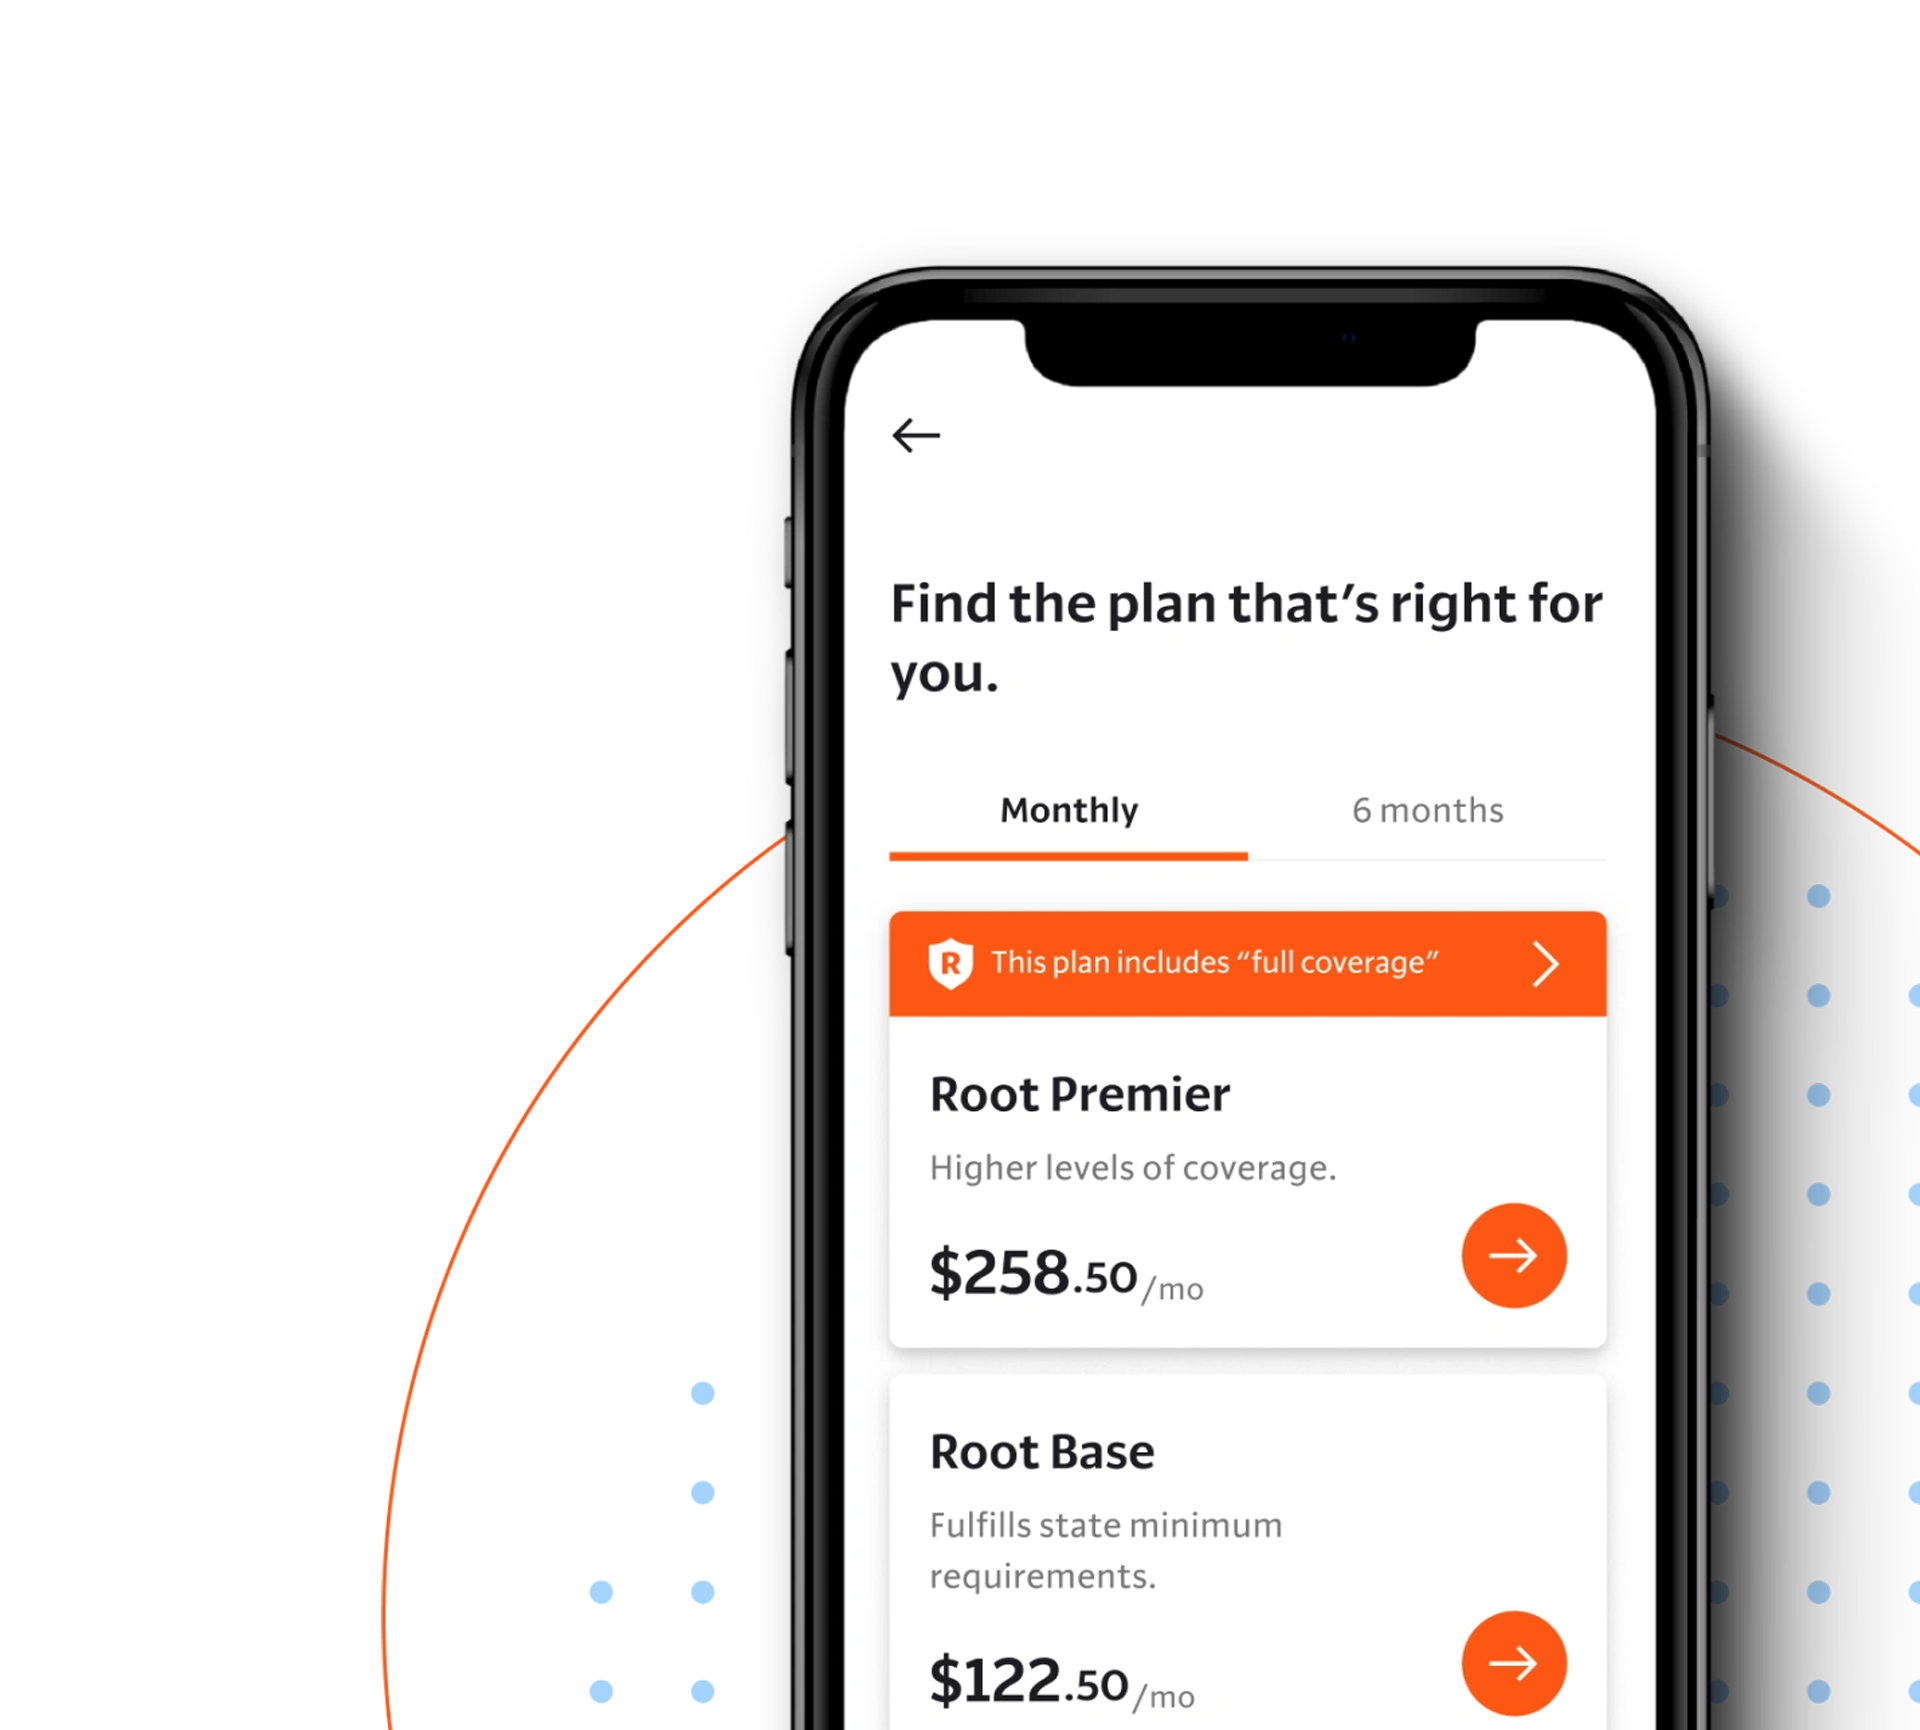 Find the plan that's right for
you.
Monthly
6 months
R
This plan includes “full coverage”
Root Premier
Higher levels of coverage.
$258.50/mo
Root Base
Fulfills state minimum
requirements.
$122.50/mo